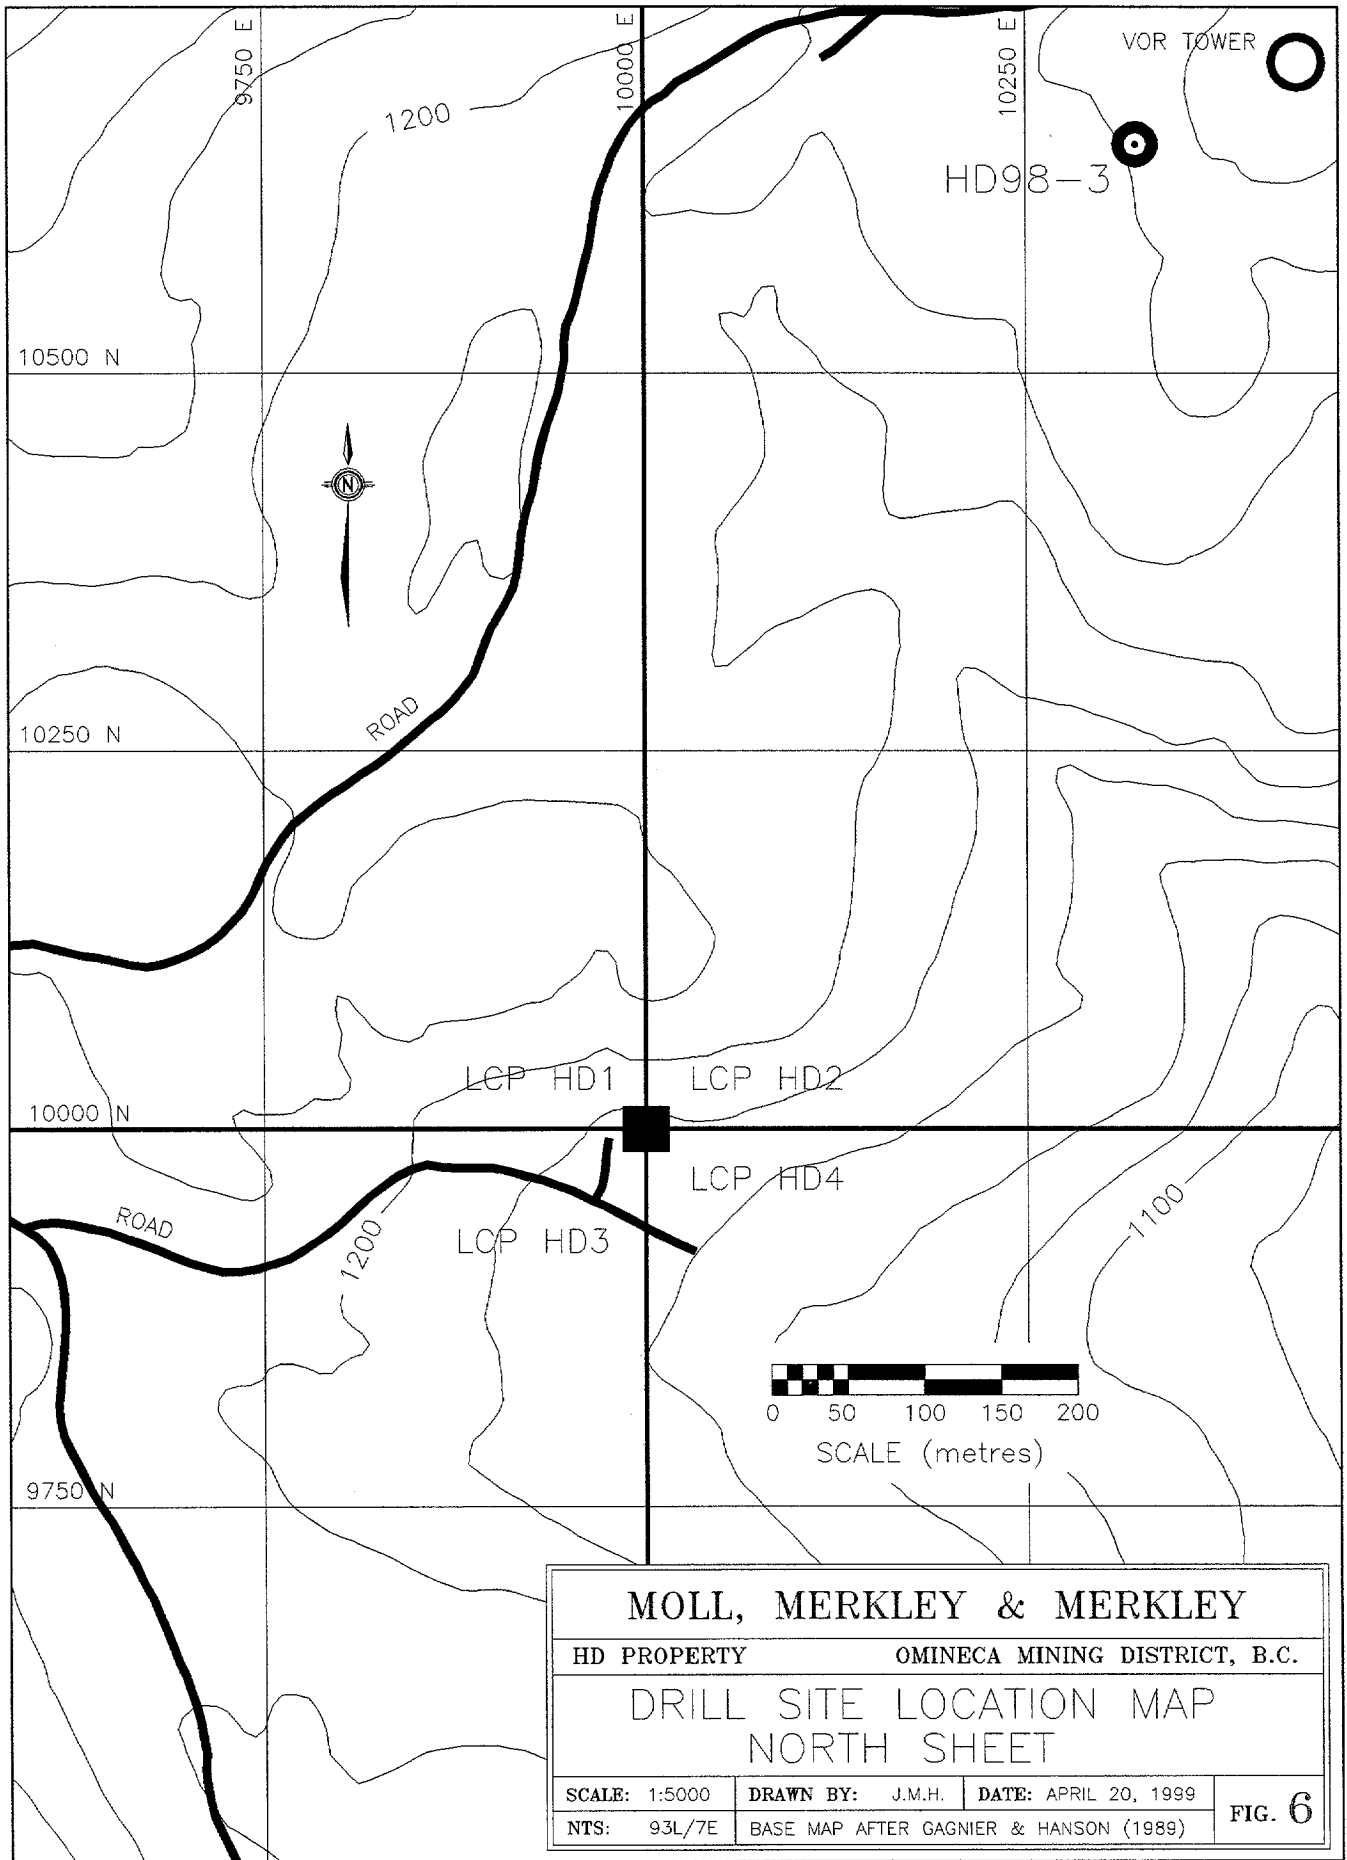 9750 E
10000 E
10250 E
VOR TOWER
1200
HD98-3
10500 N
N
ROAD
10250 N
LCP HD1
LCP HD2
10000 N
LCP HD4
ROAD
LCP HD3
1200
1100
0 50 100 150 200
SCALE (metres)
9750 N
MOLL, MERKLEY & MERKLEY
HD PROPERTY OMINECA MINING DISTRICT, B.C.
DRILL SITE LOCATION MAP
NORTH SHEET
SCALE: 1:5000 DRAWN BY: J.M.H. DATE: APRIL 20, 1999
NTS: 93L/7E BASE MAP AFTER GAGNIER & HANSON (1989)
FIG. 6